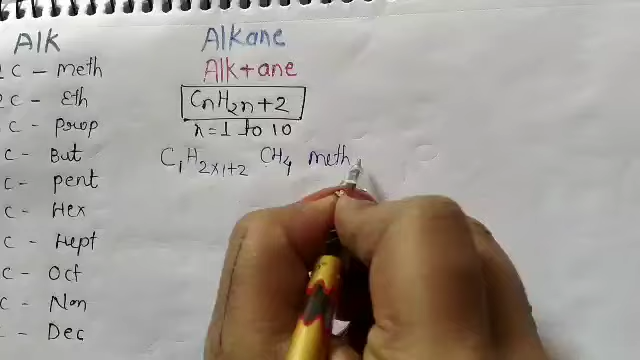 Alk
1C - Meth
2C - Eth
C - Prop
C - But
C - Pent
C - Hex
C - Hept
C - Oct
C - Non
- Dec
Alkane
Alk + ane
CnH2n+2
n = 1 to 10
C1H2x1+2 CH4 Meth